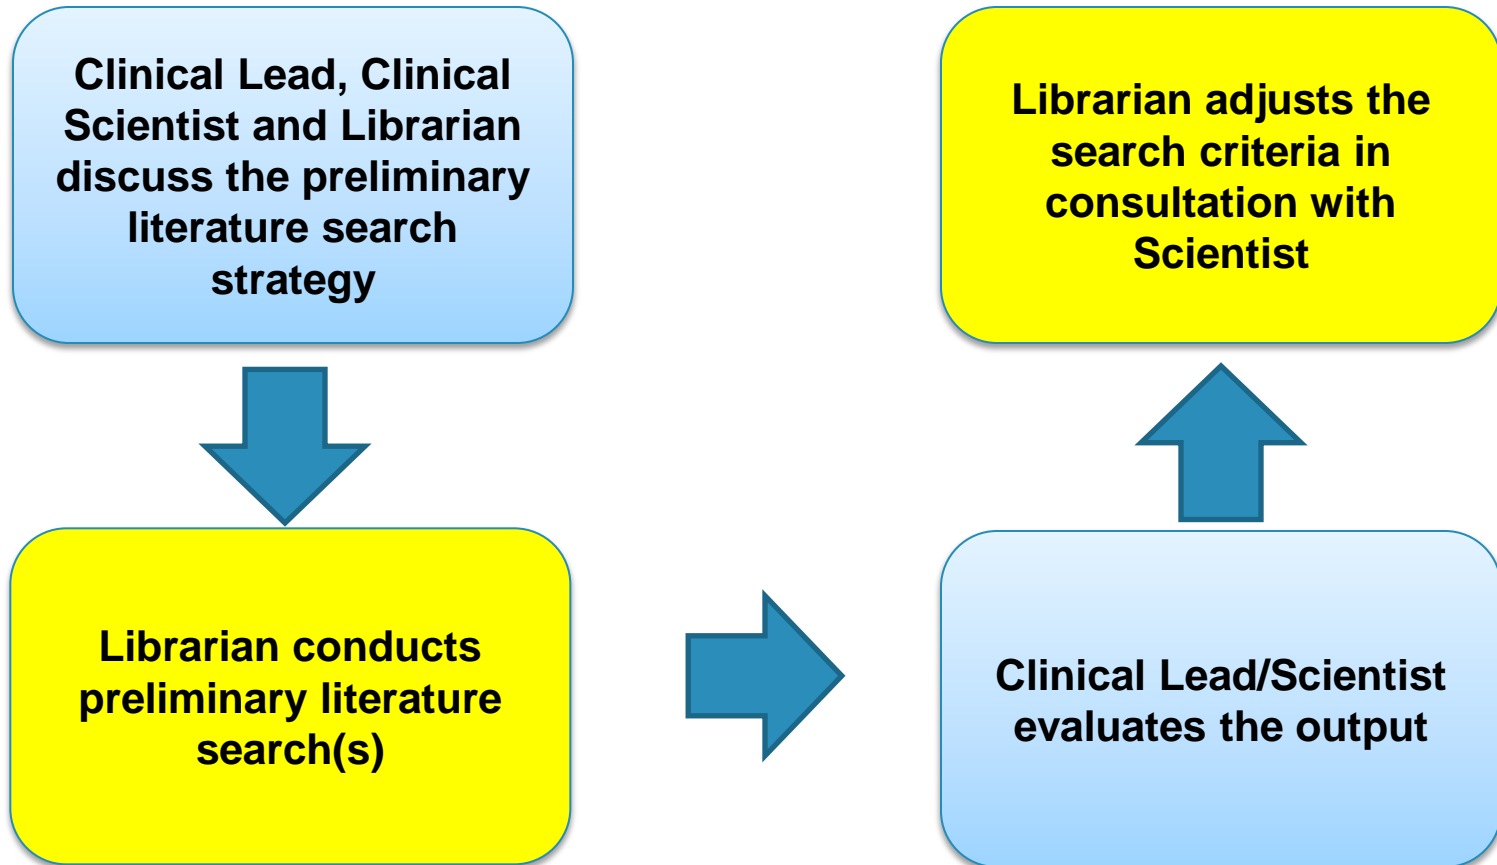 Clinical Lead, Clinical
Scientist and Librarian
discuss the preliminary
literature search
strategy
Librarian conducts
preliminary literature
search(s)
Clinical Lead/Scientist
evaluates the output
Librarian adjusts the
search criteria in
consultation with
Scientist